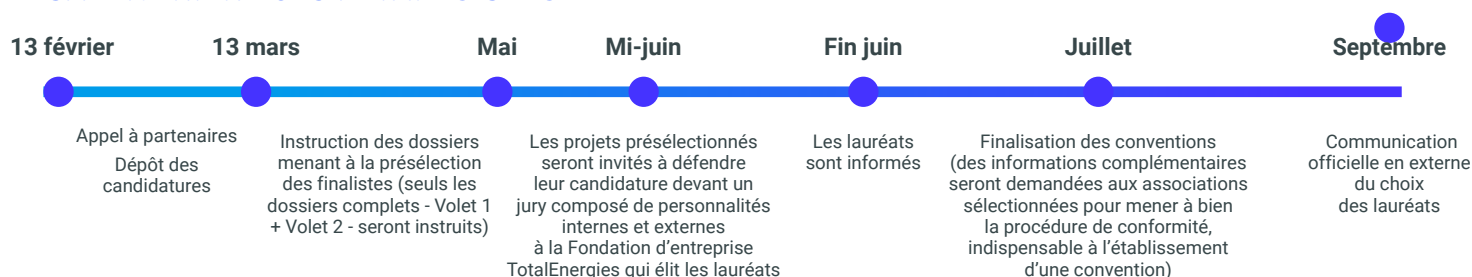 13 février
13 mars
Mai
Mi-juin
Fin juin
Juillet
Septembre
Appel à partenaires
Dépôt des
candidatures
Instruction des dossiers
menant à la présélection
des finalistes (seuls les
dossiers complets - Volet 1
+ Volet 2 - seront instruits)
Les projets présélectionnés
seront invités à défendre
leur candidature devant un
jury composé de personnalités
internes et externes
à la Fondation d’entreprise
TotalEnergies qui élit les lauréats
Les lauréats
sont informés
Finalisation des conventions
(des informations complémentaires
seront demandées aux associations
sélectionnées pour mener à bien
la procédure de conformité,
indispensable à l’établissement
d’une convention)
Communication
officielle en externe
du choix
des lauréats